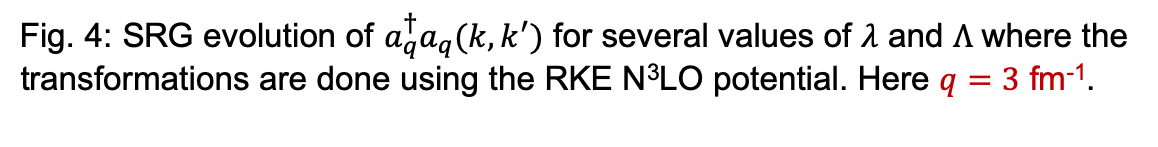 Fig. 4: SRG evolution of 𝑎†𝑞𝑎𝑞(𝑘, 𝑘′) for several values of 𝜆 and Λ where the
transformations are done using the RKE N³LO potential. Here 𝑞 = 3 fm⁻¹.